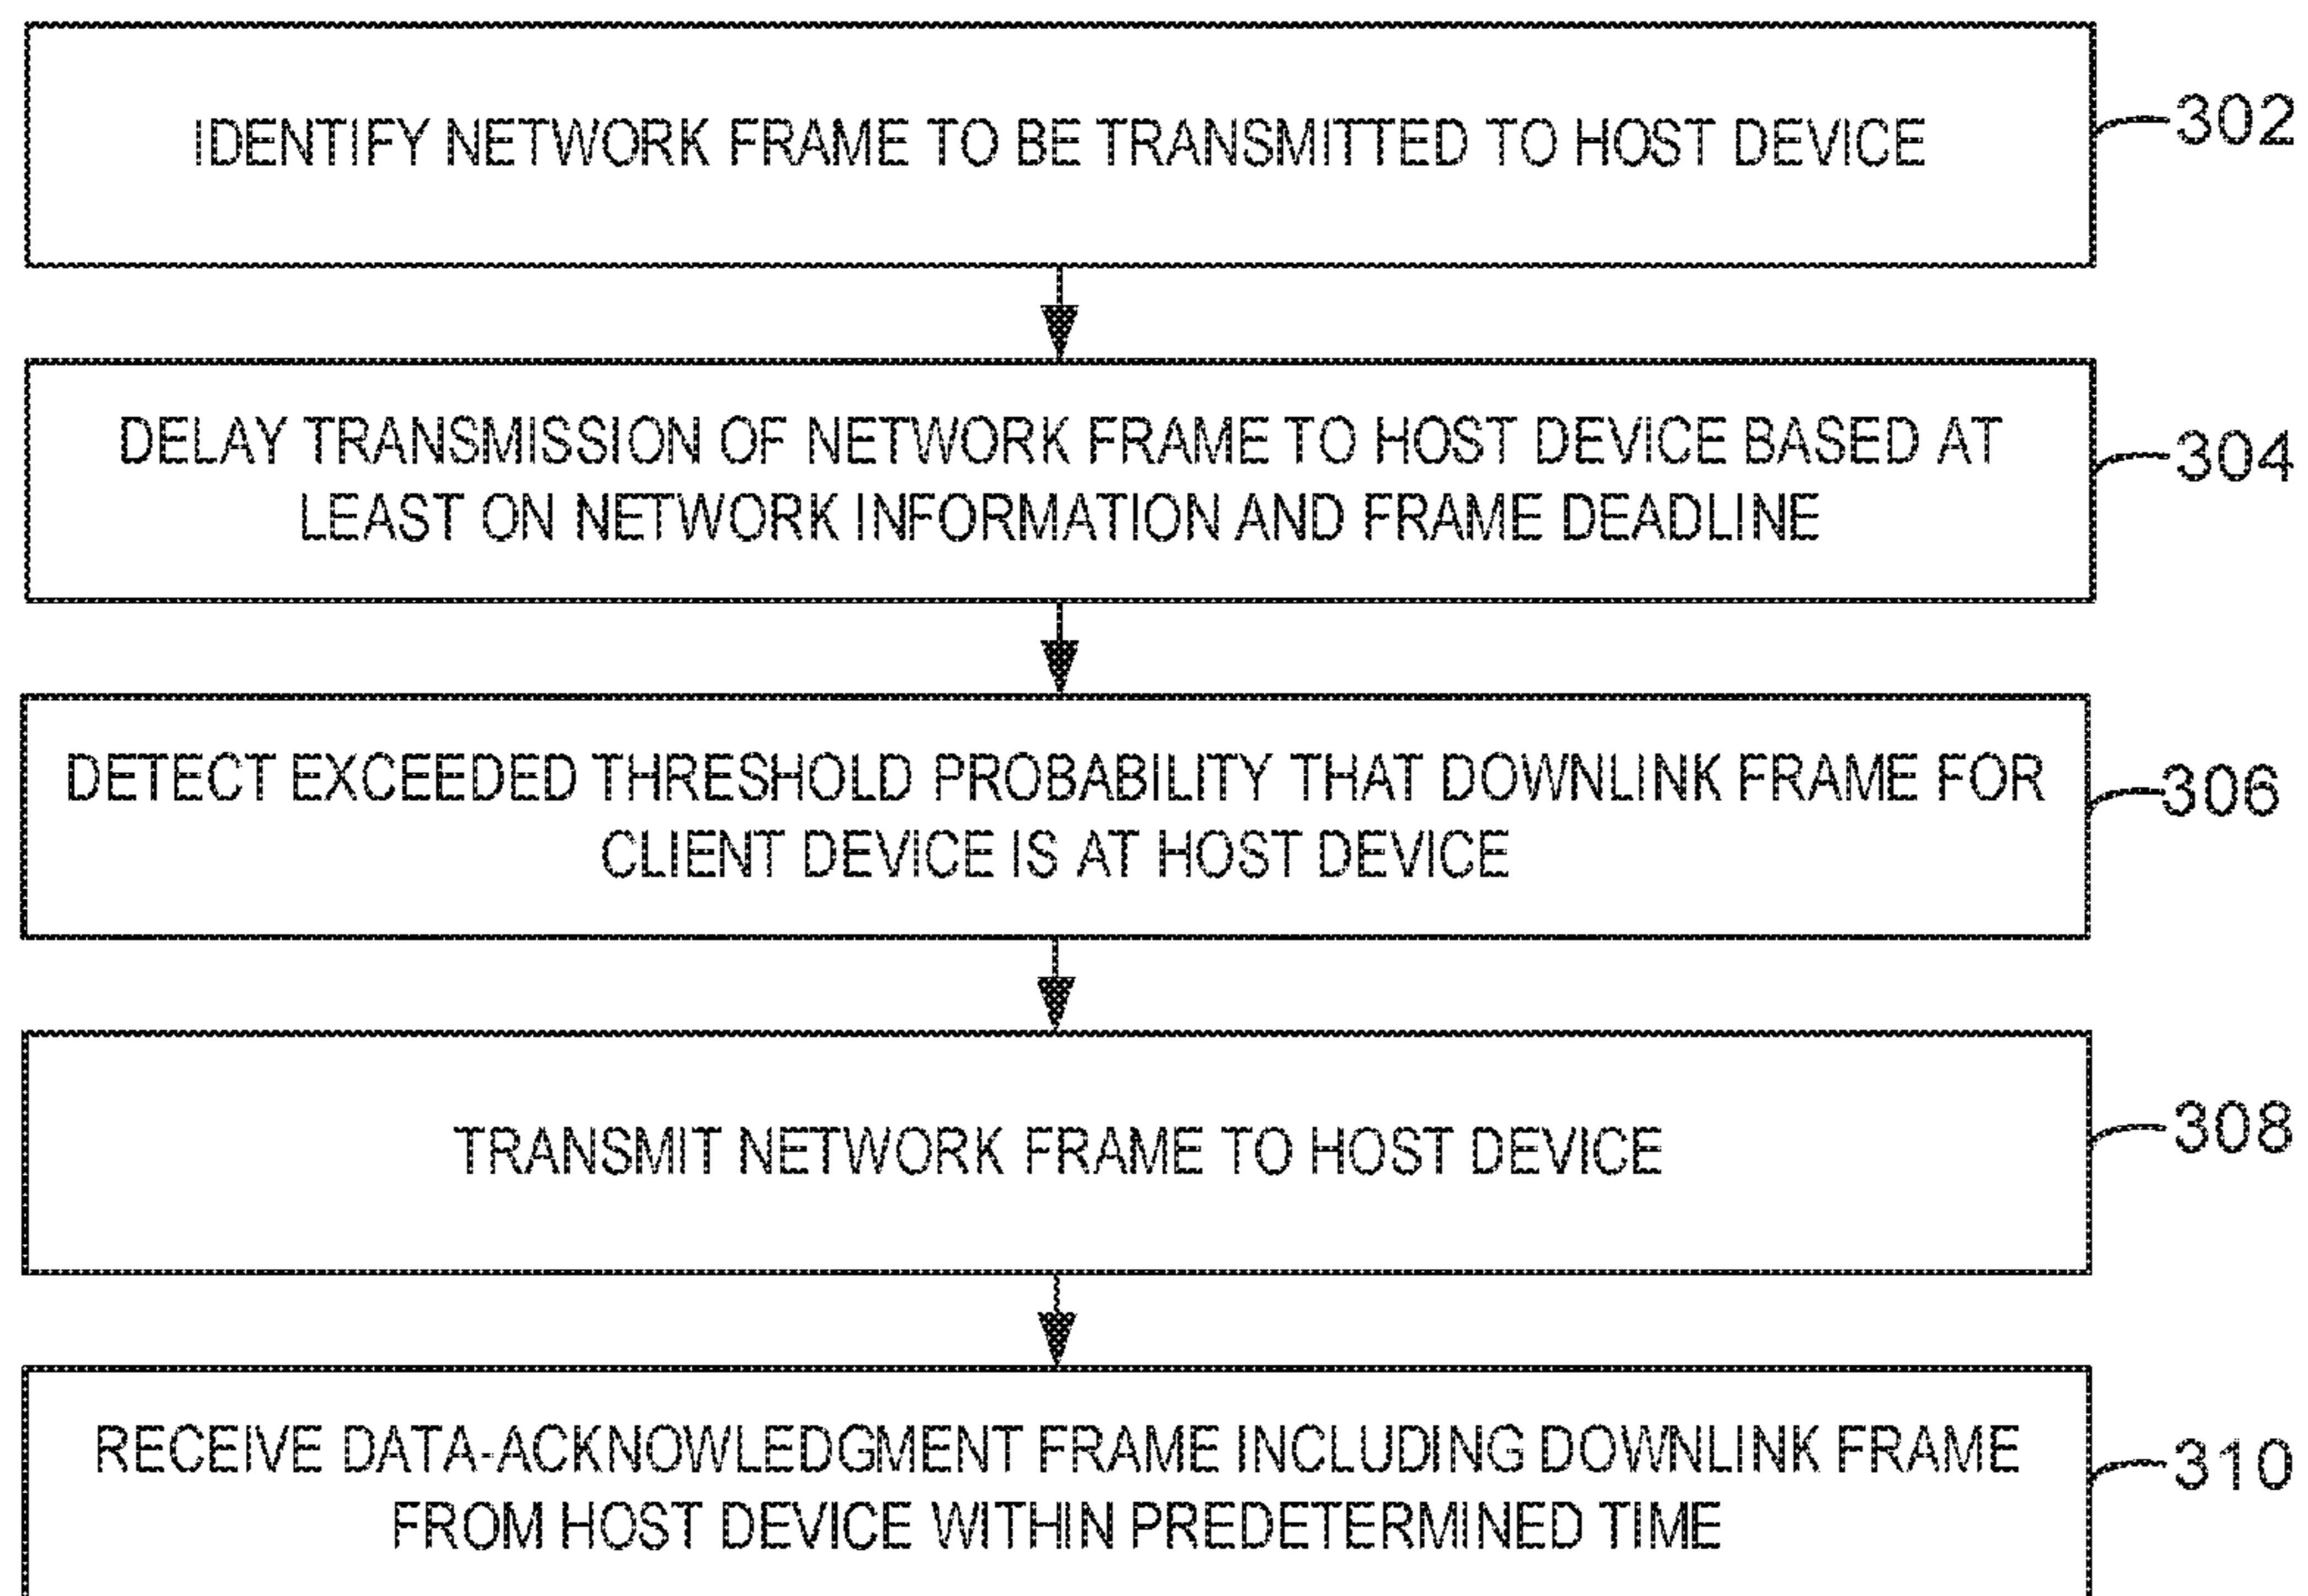 IDENTIFY NETWORK FRAME TO BE TRANSMITTED TO HOST DEVICE
302
DELAY TRANSMISSION OF NETWORK FRAME TO HOST DEVICE BASED AT
LEAST ON NETWORK INFORMATION AND FRAME DEADLINE
304
DETECT EXCEEDED THRESHOLD PROBABILITY THAT DOWNLINK FRAME FOR
CLIENT DEVICE IS AT HOST DEVICE
306
TRANSMIT NETWORK FRAME TO HOST DEVICE
308
RECEIVE DATA-ACKNOWLEDGMENT FRAME INCLUDING DOWNLINK FRAME
FROM HOST DEVICE WITHIN PREDETERMINED TIME
310